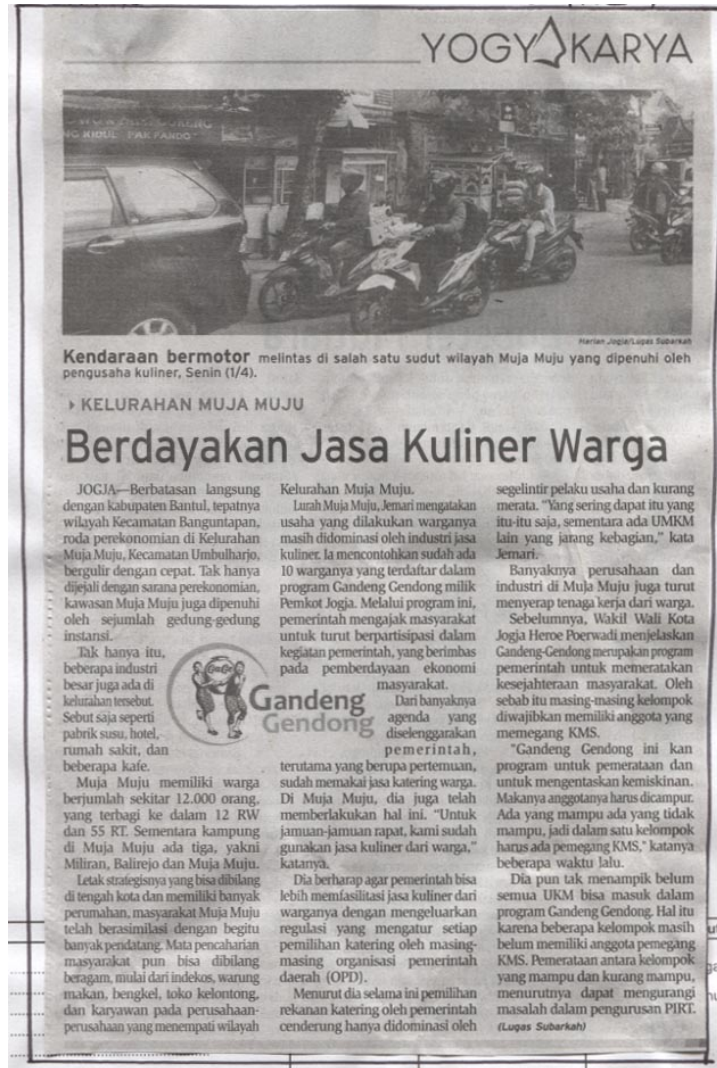 YOGYAKARYA
NG KIDUL "PAK PANDO"
Harian Jogja/Lugas Subarkah
Kendaraan bermotor melintas di salah satu sudut wilayah Muja Muju yang dipenuhi oleh
pengusaha kuliner, Senin (1/4).
KELURAHAN MUJA MUJU
Berdayakan Jasa Kuliner Warga
JOGJA—Berbatasan langsung
dengan kabupaten Bantul, tepatnya
wilayah Kecamatan Banguntapan,
roda perekonomian di Kelurahan
Muja Muju, Kecamatan Umbulharjo,
bergulir dengan cepat. Tak hanya
dijejali dengan sarana perekonomian,
kawasan Muja Muju juga dipenuhi
oleh sejumlah gedung-gedung
instansi.
Tak hanya itu,
beberapa industri
besar juga ada di
kelurahan tersebut.
Sebut saja seperti
pabrik susu, hotel,
rumah sakit, dan
beberapa kafe.
Muja Muju memiliki warga
berjumlah sekitar 12.000 orang,
yang terbagi ke dalam 12 RW
dan 55 RT. Sementara kampung
di Muja Muju ada tiga, yakni
Miliran, Balirejo dan Muja Muju.
Letak strategisnya yang bisa dibilang
di tengah kota dan memiliki banyak
perumahan, masyarakat Muja Muju
telah berasimilasi dengan begitu
banyak pendatang. Mata pencaharian
masyarakat pun bisa dibilang
beragam, mulai dari indekos, warung
makan, bengkel, toko kelontong,
dan karyawan pada perusahaan-
perusahaan yang menempati wilayah
Gandeng
Gendong
Kelurahan Muja Muju.
Lurah Muja Muju, Jemari mengatakan
usaha yang dilakukan warganya
masih didominasi oleh industri jasa
kuliner. Ia mencontohkan sudah ada
10 warganya yang terdaftar dalam
program Gandeng Gendong milik
Pemkot Jogja. Melalui program ini,
pemerintah mengajak masyarakat
untuk turut berpartisipasi dalam
kegiatan pemerintah, yang berimbas
pada pemberdayaan ekonomi
masyarakat.
Dari banyaknya
agenda yang
diselenggarakan
pemerintah,
terutama yang berupa pertemuan,
sudah memakai jasa katering warga.
Di Muja Muju, dia juga telah
memberlakukan hal ini. "Untuk
jamuan-jamuan rapat, kami sudah
gunakan jasa kuliner dari warga,"
katanya.
Dia berharap agar pemerintah bisa
lebih memfasilitasi jasa kuliner dari
warganya dengan mengeluarkan
regulasi yang mengatur setiap
pemilihan katering oleh masing-
masing organisasi pemerintah
daerah (OPD).
Menurut dia selama ini pemilihan
rekanan katering oleh pemerintah
cenderung hanya didominasi oleh
segelintir pelaku usaha dan kurang
merata. "Yang sering dapat itu yang
itu-itu saja, sementara ada UMKM
lain yang jarang kebagian," kata
Jemari.
Banyaknya perusahaan dan
industri di Muja Muju juga turut
menyerap tenaga kerja dari warga.
Sebelumnya, Wakil Wali Kota
Jogja Heroe Poerwadi menjelaskan
Gandeng-Gendong merupakan program
pemerintah untuk memeratakan
kesejahteraan masyarakat. Oleh
sebab itu masing-masing kelompok
diwajibkan memiliki anggota yang
memegang KMS.
"Gandeng Gendong ini kan
program untuk pemerataan dan
untuk mengentaskan kemiskinan.
Makanya anggotanya harus dicampur.
Ada yang mampu ada yang tidak
mampu, jadi dalam satu kelompok
harus ada pemegang KMS," katanya
beberapa waktu lalu.
Dia pun tak menampik belum
semua UKM bisa masuk dalam
program Gandeng Gendong. Hal itu
karena beberapa kelompok masih
belum memiliki anggota pemegang
KMS. Pemerataan antara kelompok
yang mampu dan kurang mampu,
menurutnya dapat mengurangi
masalah dalam pengurusan PIRT.
(Lugas Subarkah)